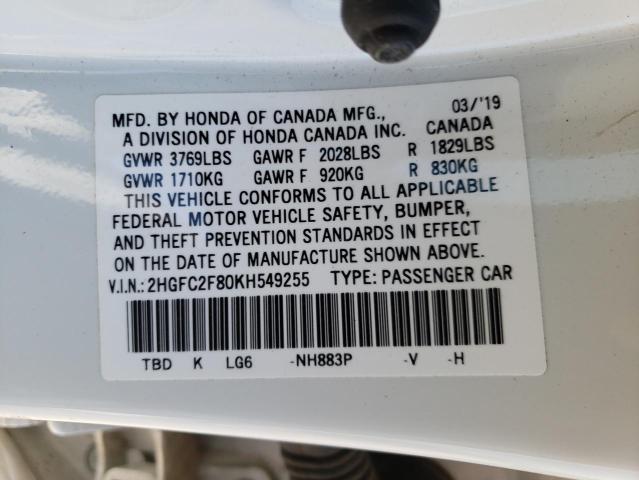 MFD. BY HONDA OF CANADA MFG., 03/'19
A DIVISION OF HONDA CANADA INC. CANADA
GVWR 3769LBS GAWR F 2028LBS R 1829LBS
GVWR 1710KG GAWR F 920KG R 830KG
THIS VEHICLE CONFORMS TO ALL APPLICABLE
FEDERAL MOTOR VEHICLE SAFETY, BUMPER,
AND THEFT PREVENTION STANDARDS IN EFFECT
ON THE DATE OF MANUFACTURE SHOWN ABOVE.
V.I.N.: 2HGFC2F80KH549255 TYPE: PASSENGER CAR
TBD K LG6 -NH883P -V -H